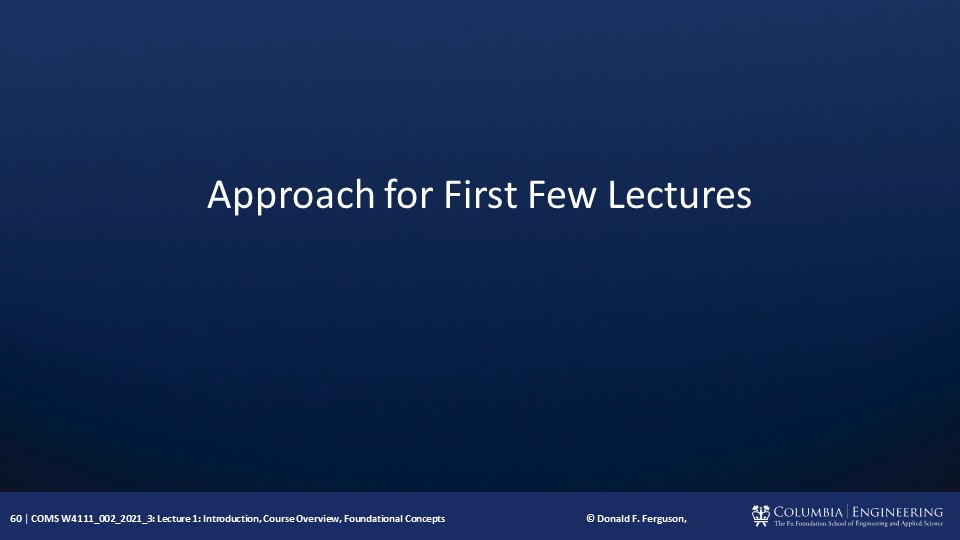 Approach for First Few Lectures
60 | COMS W4111_002_2021_3: Lecture 1: Introduction, Course Overview, Foundational Concepts
© Donald F. Ferguson,
COLUMBIA | ENGINEERING
The Fu Foundation School of Engineering and Applied Science